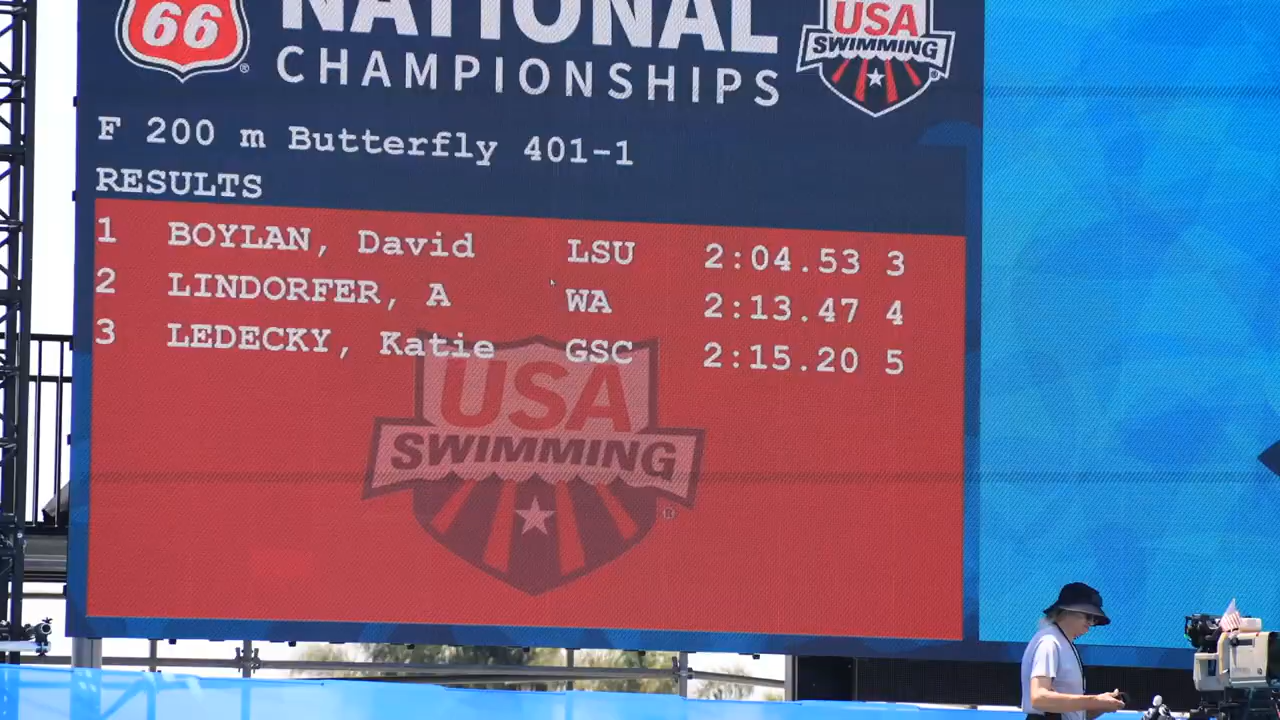 66
NATIONAL
CHAMPIONSHIPS
USA
SWIMMING
F 200 m Butterfly 401-1
RESULTS
1 BOYLAN, David LSU 2:04.53 3
2 LINDORFER, A WA 2:13.47 4
3 LEDECKY, Katie GSC 2:15.20 5
USA
SWIMMING